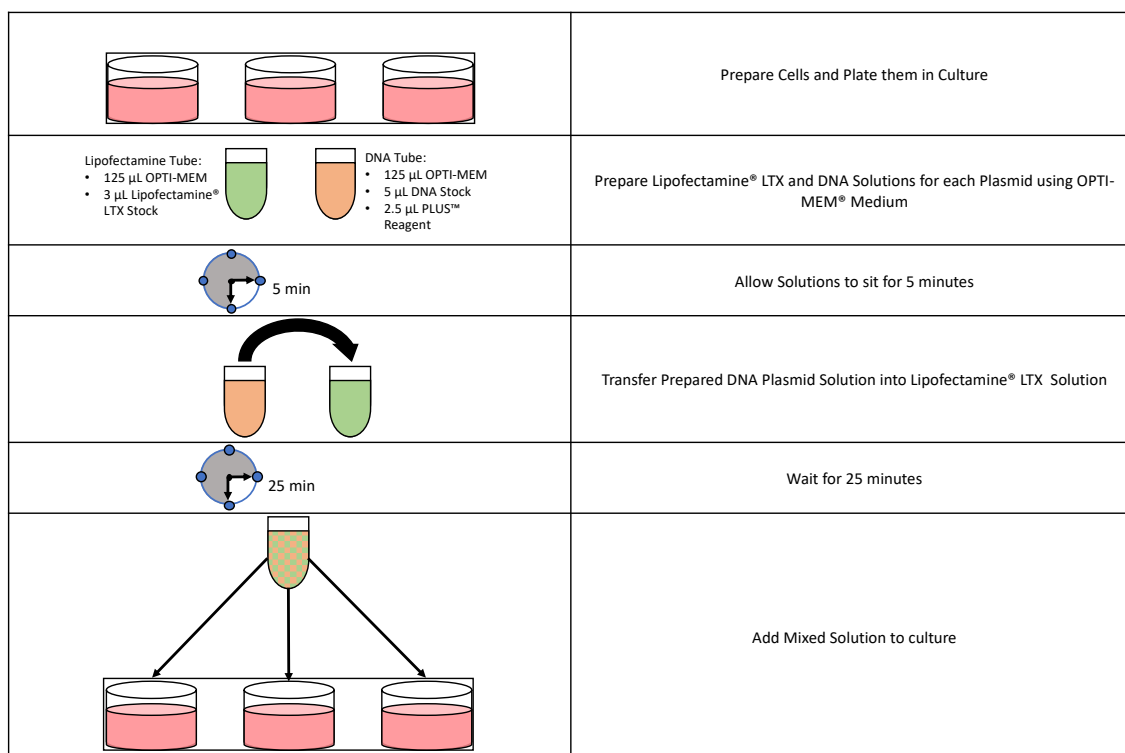 Prepare Cells and Plate them in Culture
Lipofectamine Tube:
• 125 µL OPTI-MEM
• 3 µL Lipofectamine®
LTX Stock
DNA Tube:
• 125 µL OPTI-MEM
• 5 µL DNA Stock
• 2.5 µL PLUS™
Reagent
Prepare Lipofectamine® LTX and DNA Solutions for each Plasmid using OPTI-
MEM® Medium
5 min
Allow Solutions to sit for 5 minutes
Transfer Prepared DNA Plasmid Solution into Lipofectamine® LTX Solution
25 min
Wait for 25 minutes
Add Mixed Solution to culture